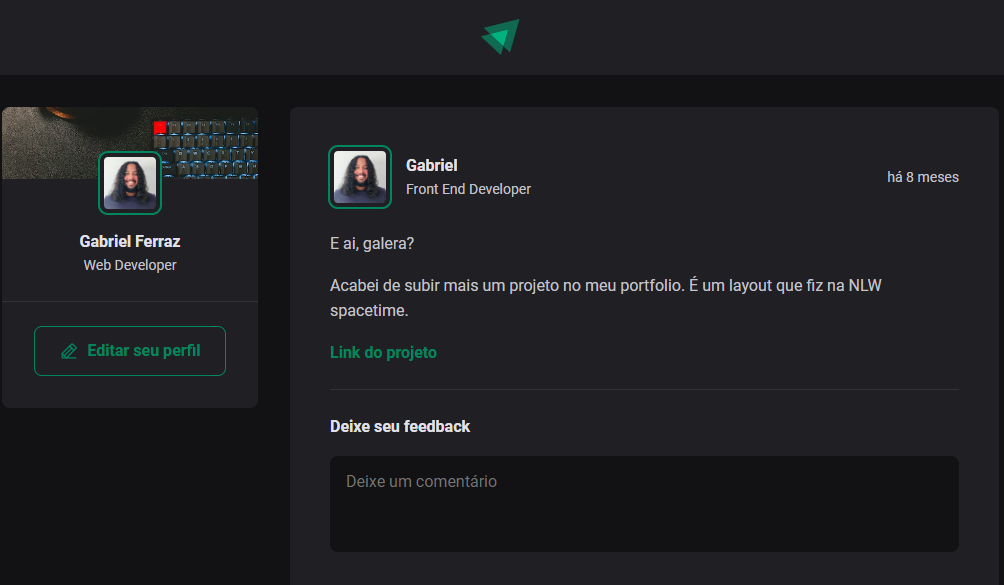 Gabriel Ferraz
Web Developer
Editar seu perfil
Gabriel
Front End Developer
há 8 meses
E ai, galera?
Acabei de subir mais um projeto no meu portfolio. É um layout que fiz na NLW
spacetime.
Link do projeto
Deixe seu feedback
Deixe um comentário